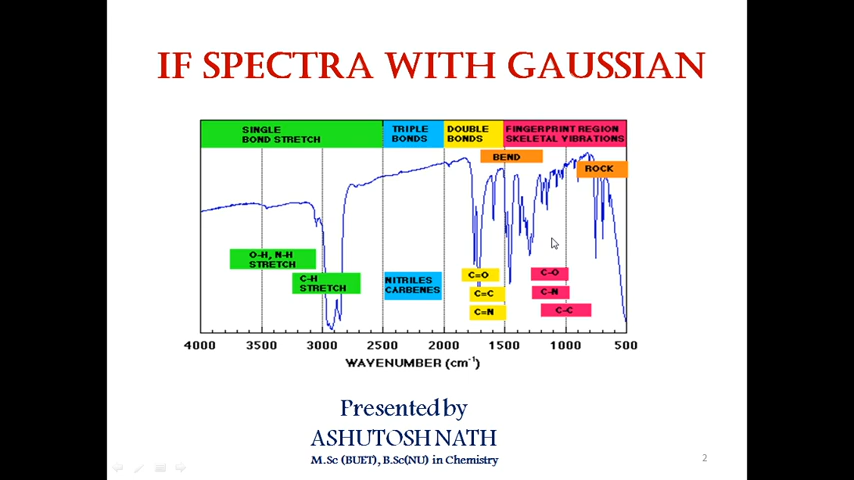 IF SPECTRA WITH GAUSSIAN
SINGLE
BOND STRETCH
TRIPLE
BONDS
DOUBLE
BONDS
FINGERPRINT REGION
SKELETAL VIBRATIONS
BEND
ROCK
O-H, N-H
STRETCH
C-H
STRETCH
NITRILES
CARBENES
C=O
C=C
C=N
C-O
C-N
C-C
4000 3500 3000 2500 2000 1500 1000 500
WAVENUMBER (cm⁻¹)
Presented by
ASHUTOSH NATH
M.Sc (BUET), B.Sc(NU) in Chemistry
2